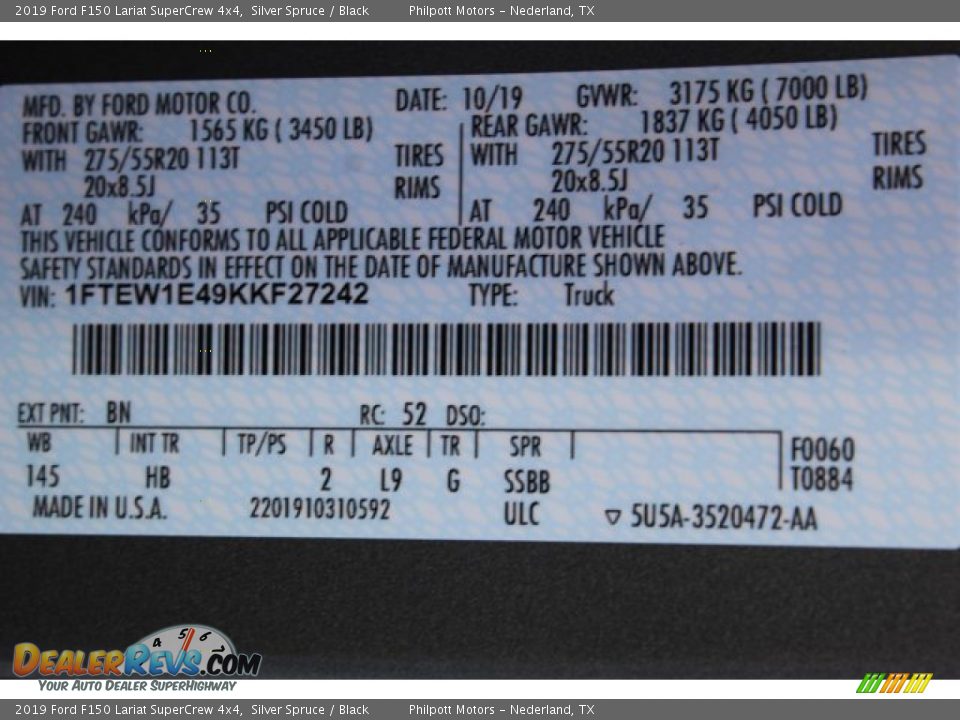 2019 Ford F150 Lariat SuperCrew 4x4, Silver Spruce / Black Philpott Motors – Nederland, TX
MFD. BY FORD MOTOR CO. DATE: 10/19 GVWR: 3175 KG ( 7000 LB)
FRONT GAWR: 1565 KG ( 3450 LB) REAR GAWR: 1837 KG ( 4050 LB)
WITH 275/55R20 113T TIRES WITH 275/55R20 113T TIRES
20x8.5J RIMS 20x8.5J RIMS
AT 240 kPa/ 35 PSI COLD AT 240 kPa/ 35 PSI COLD
THIS VEHICLE CONFORMS TO ALL APPLICABLE FEDERAL MOTOR VEHICLE
SAFETY STANDARDS IN EFFECT ON THE DATE OF MANUFACTURE SHOWN ABOVE.
VIN: 1FTEW1E49KKF27242 TYPE: Truck
EXT PNT: BN RC: 52 DSO:
WB INT TR TP/PS R AXLE TR SPR F0060
145 HB 2 L9 G SSBB T0884
MADE IN U.S.A. 2201910310592 ULC ▽ 5U5A-3520472-AA
4 5 6
DEALERREVS.COM
YOUR AUTO DEALER SUPERHIGHWAY
2019 Ford F150 Lariat SuperCrew 4x4, Silver Spruce / Black Philpott Motors – Nederland, TX